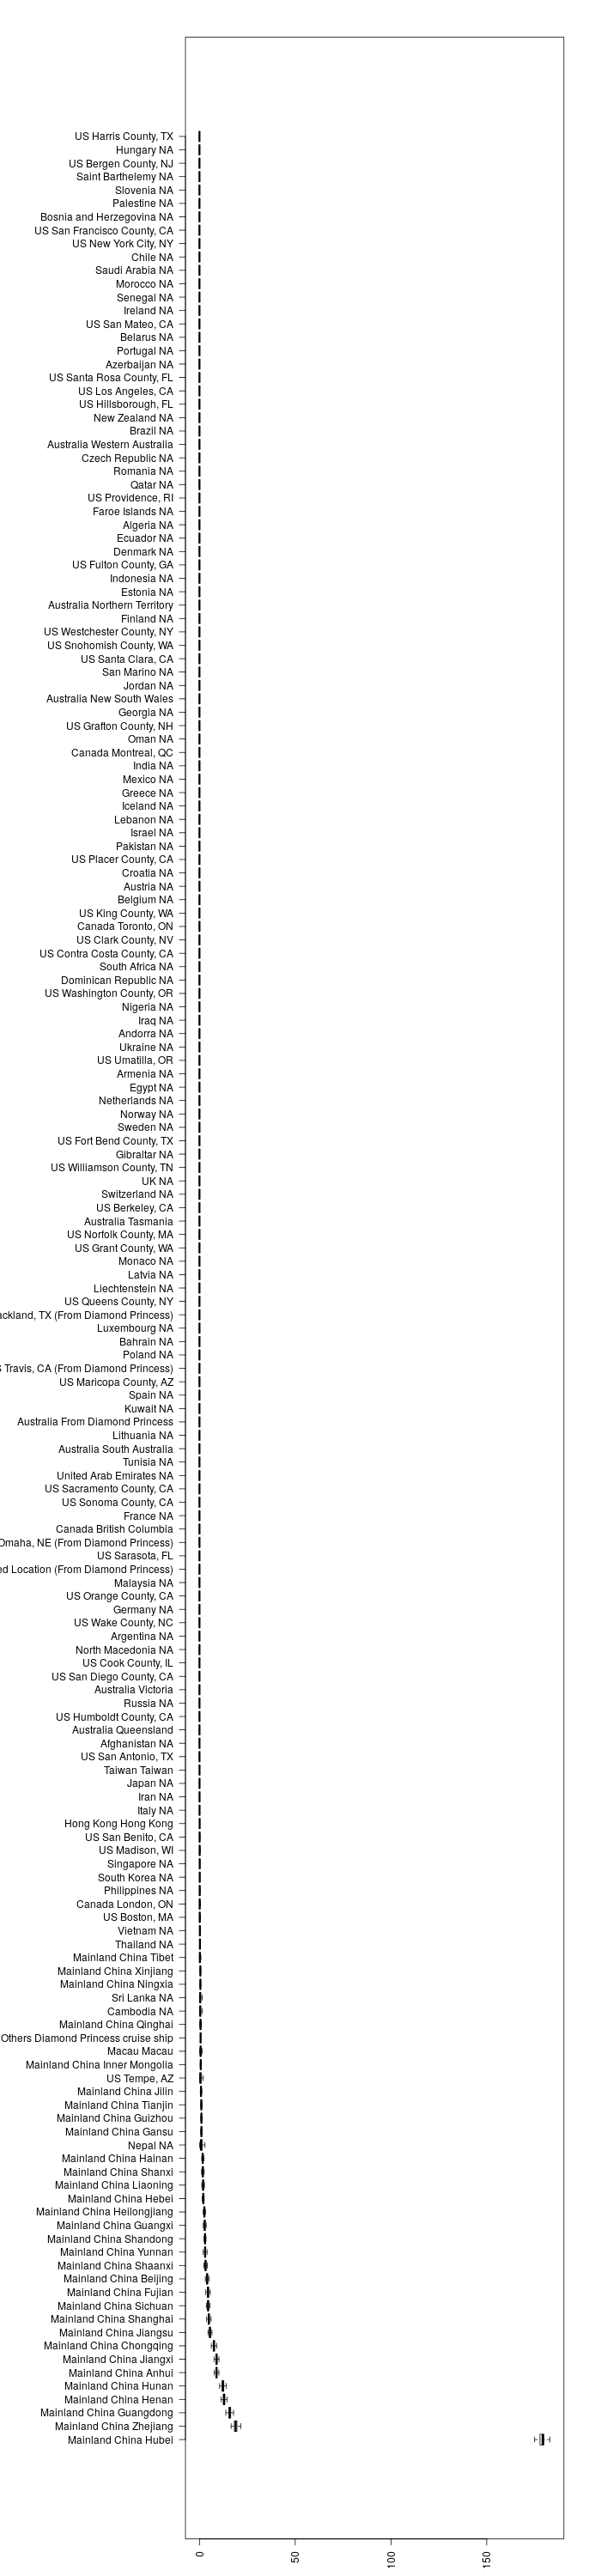 US Harris County, TX
Hungary NA
US Bergen County, NJ
Saint Barthelemy NA
Slovenia NA
Palestine NA
Bosnia and Herzegovina NA
US San Francisco County, CA
US New York City, NY
Chile NA
Saudi Arabia NA
Morocco NA
Senegal NA
Ireland NA
US San Mateo, CA
Belarus NA
Portugal NA
Azerbaijan NA
US Santa Rosa County, FL
US Los Angeles, CA
US Hillsborough, FL
New Zealand NA
Brazil NA
Australia Western Australia
Czech Republic NA
Romania NA
Qatar NA
US Providence, RI
Faroe Islands NA
Algeria NA
Ecuador NA
Denmark NA
US Fulton County, GA
Indonesia NA
Estonia NA
Australia Northern Territory
Finland NA
US Westchester County, NY
US Snohomish County, WA
US Santa Clara, CA
San Marino NA
Jordan NA
Australia New South Wales
Georgia NA
US Grafton County, NH
Oman NA
Canada Montreal, QC
India NA
Mexico NA
Greece NA
Iceland NA
Lebanon NA
Israel NA
Pakistan NA
US Placer County, CA
Croatia NA
Austria NA
Belgium NA
US King County, WA
Canada Toronto, ON
US Clark County, NV
US Contra Costa County, CA
South Africa NA
Dominican Republic NA
US Washington County, OR
Nigeria NA
Iraq NA
Andorra NA
Ukraine NA
US Umatilla, OR
Armenia NA
Egypt NA
Netherlands NA
Norway NA
Sweden NA
US Fort Bend County, TX
Gibraltar NA
US Williamson County, TN
UK NA
Switzerland NA
US Berkeley, CA
Australia Tasmania
US Norfolk County, MA
US Grant County, WA
Monaco NA
Latvia NA
Liechtenstein NA
US Queens County, NY
ackland, TX (From Diamond Princess)
Luxembourg NA
Bahrain NA
Poland NA
Travis, CA (From Diamond Princess)
US Maricopa County, AZ
Spain NA
Kuwait NA
Australia From Diamond Princess
Lithuania NA
Australia South Australia
Tunisia NA
United Arab Emirates NA
US Sacramento County, CA
US Sonoma County, CA
France NA
Canada British Columbia
Omaha, NE (From Diamond Princess)
US Sarasota, FL
ed Location (From Diamond Princess)
Malaysia NA
US Orange County, CA
Germany NA
US Wake County, NC
Argentina NA
North Macedonia NA
US Cook County, IL
US San Diego County, CA
Australia Victoria
Russia NA
US Humboldt County, CA
Australia Queensland
Afghanistan NA
US San Antonio, TX
Taiwan Taiwan
Japan NA
Iran NA
Italy NA
Hong Kong Hong Kong
US San Benito, CA
US Madison, WI
Singapore NA
South Korea NA
Philippines NA
Canada London, ON
US Boston, MA
Vietnam NA
Thailand NA
Mainland China Tibet
Mainland China Xinjiang
Mainland China Ningxia
Sri Lanka NA
Cambodia NA
Mainland China Qinghai
Others Diamond Princess cruise ship
Macau Macau
Mainland China Inner Mongolia
US Tempe, AZ
Mainland China Jilin
Mainland China Tianjin
Mainland China Guizhou
Mainland China Gansu
Nepal NA
Mainland China Hainan
Mainland China Shanxi
Mainland China Liaoning
Mainland China Hebei
Mainland China Heilongjiang
Mainland China Guangxi
Mainland China Shandong
Mainland China Yunnan
Mainland China Shaanxi
Mainland China Beijing
Mainland China Fujian
Mainland China Sichuan
Mainland China Shanghai
Mainland China Jiangsu
Mainland China Chongqing
Mainland China Jiangxi
Mainland China Anhui
Mainland China Hunan
Mainland China Henan
Mainland China Guangdong
Mainland China Zhejiang
Mainland China Hubei
0 50 100 150